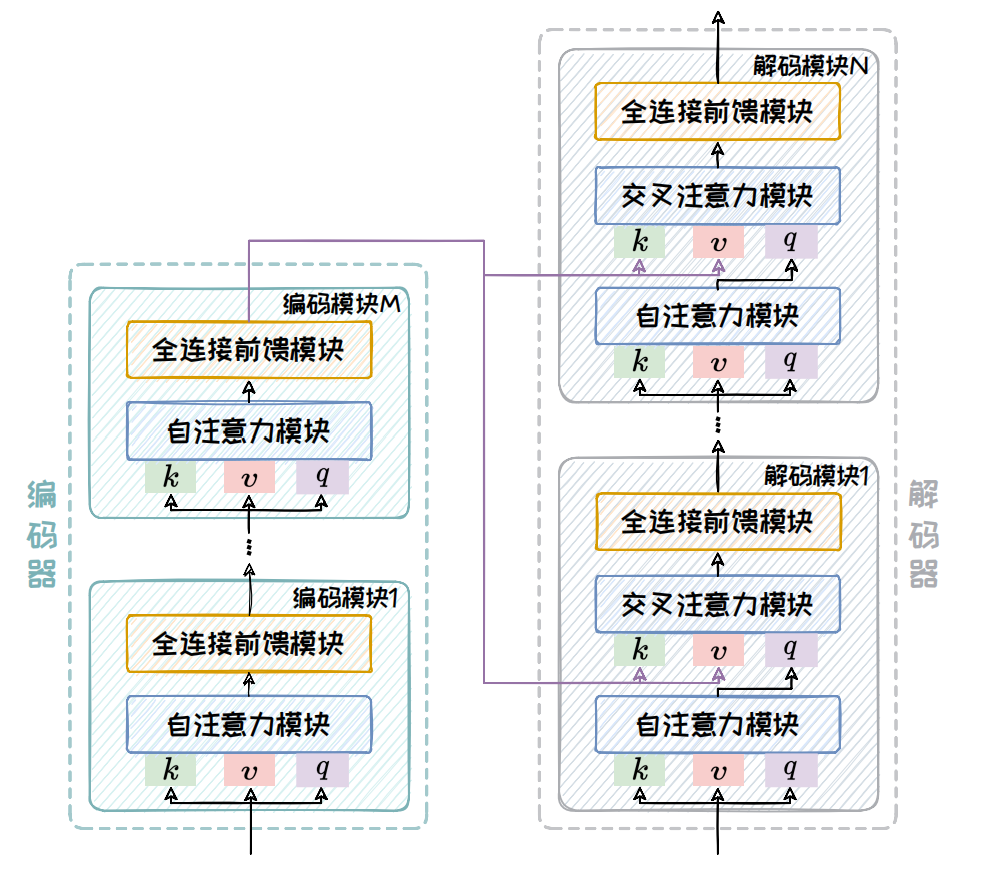 编码器
编码模块M
全连接前馈模块
自注意力模块
k v q
⋮
编码模块1
全连接前馈模块
自注意力模块
k v q
解码模块N
全连接前馈模块
交叉注意力模块
k v q
自注意力模块
k v q
⋮
解码模块1
全连接前馈模块
交叉注意力模块
k v q
自注意力模块
k v q
解码器